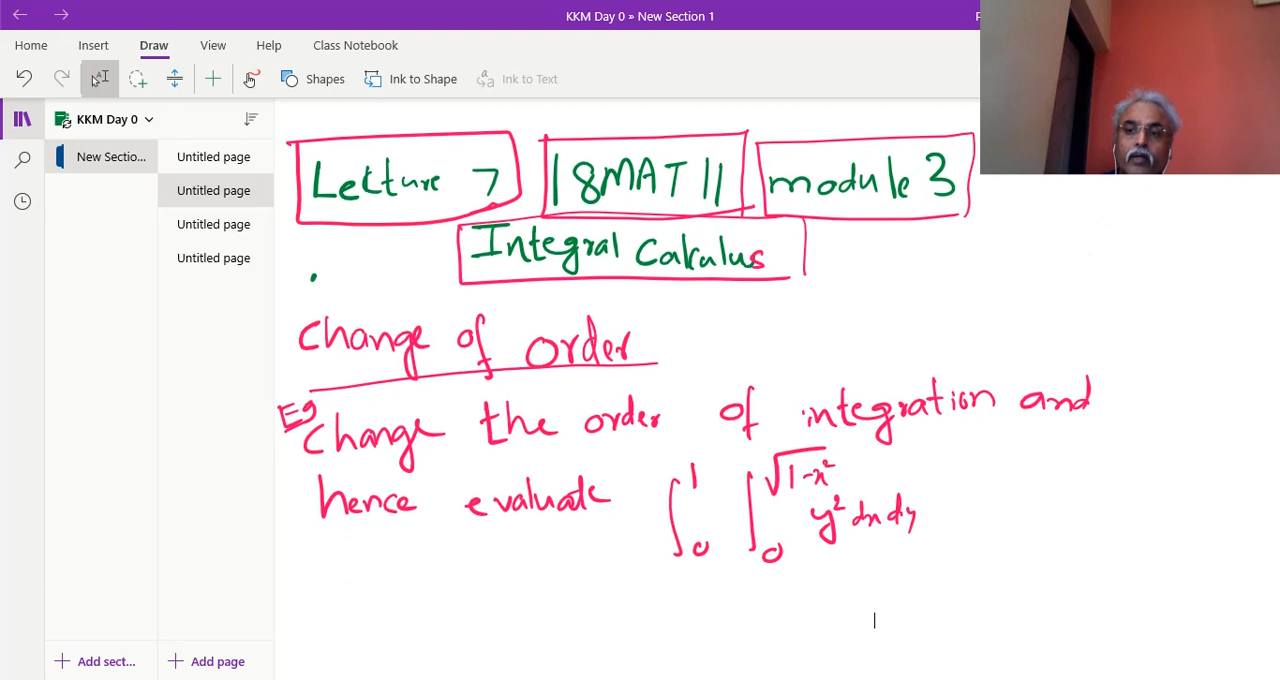 KKM Day 0 » New Section 1
Home Insert Draw View Help Class Notebook
Shapes Ink to Shape Ink to Text
KKM Day 0
New Sectio...
Untitled page
Untitled page
Untitled page
Untitled page
Add sect...
Add page
Lecture 7 18MAT11 module 3
Integral Calculus
Change of order
Eg
Change the order of integration and
hence evaluate ∫₀¹ ∫₀^√(1-x²) y² dx dy